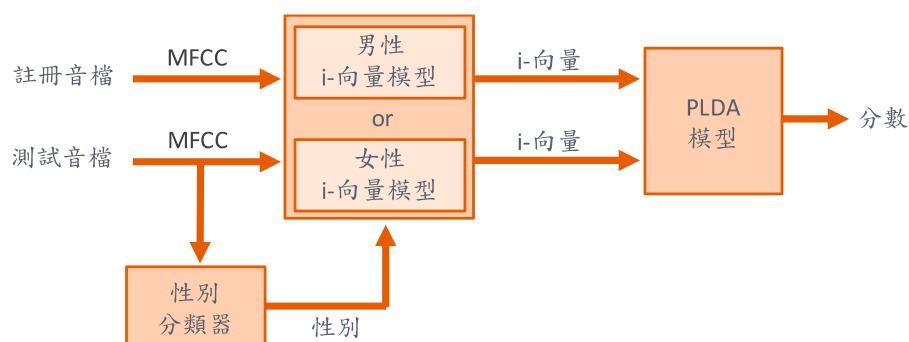 註冊音檔
MFCC
男性
i-向量模型
i-向量
PLDA
模型
分數
or
測試音檔
MFCC
女性
i-向量模型
i-向量
性別
分類器
性別